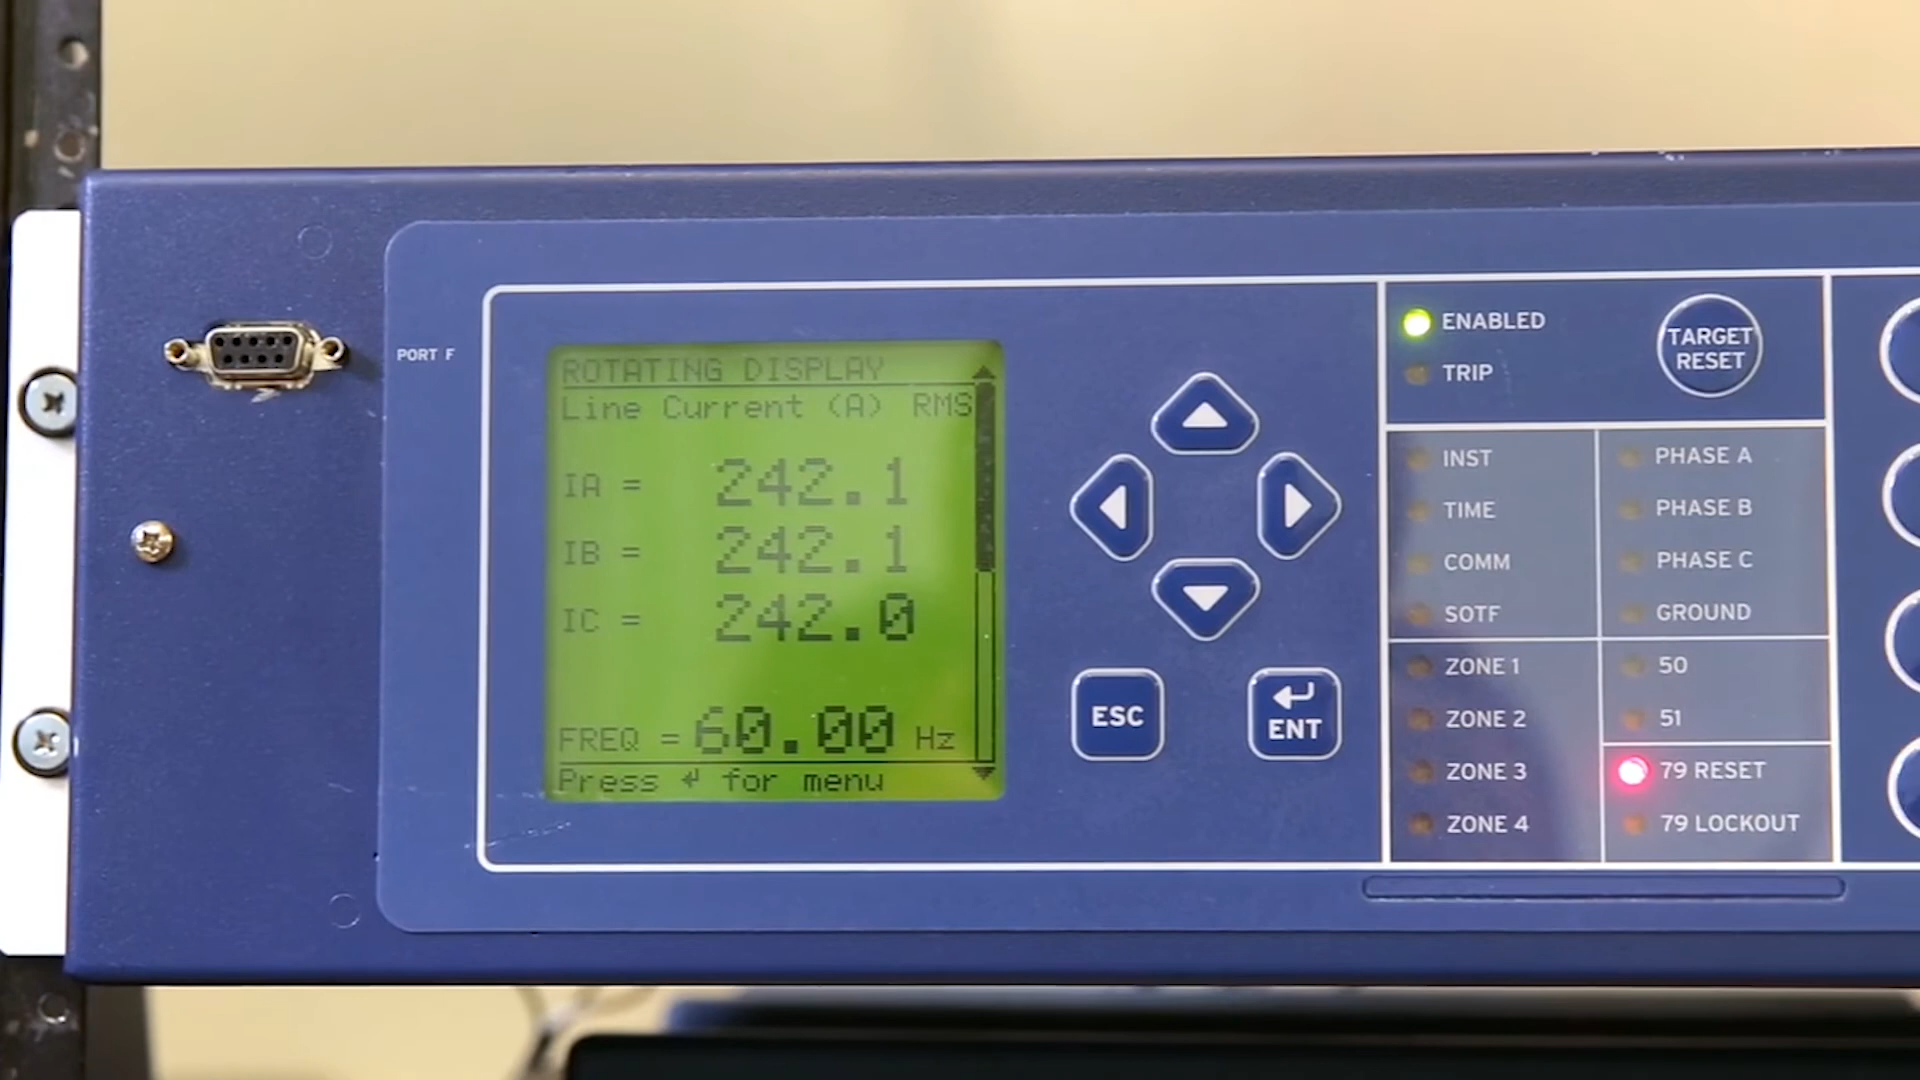 PORT F
ROTATING DISPLAY
Line Current (A) RMS
IA = 242.1
IB = 242.1
IC = 242.0
FREQ = 60.00 Hz
Press ↵ for menu
ESC
ENT
ENABLED
TRIP
TARGET
RESET
INST
TIME
COMM
SOTF
PHASE A
PHASE B
PHASE C
GROUND
ZONE 1
ZONE 2
ZONE 3
ZONE 4
50
51
79 RESET
79 LOCKOUT